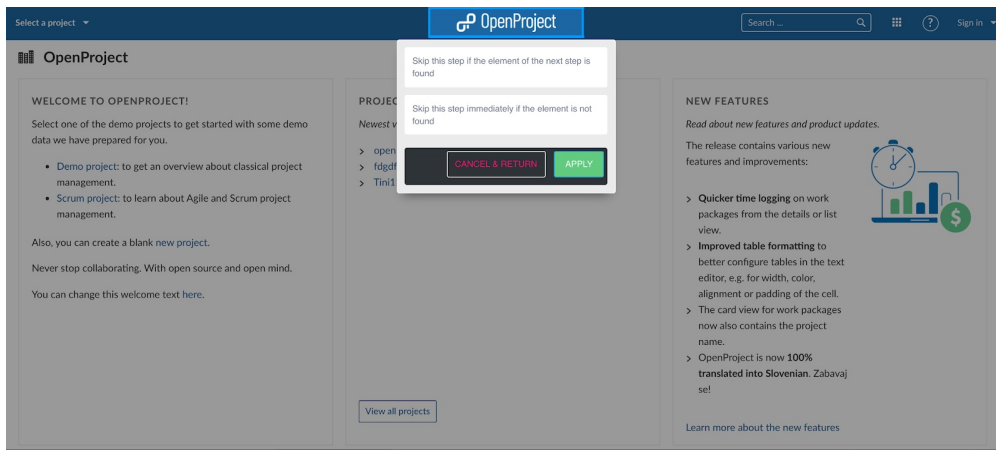 Select a project
OpenProject
Search ...
?
Sign in
OpenProject
Skip this step if the element of the next step is
found
Skip this step immediately if the element is not
found
CANCEL & RETURN
APPLY
WELCOME TO OPENPROJECT!
Select one of the demo projects to get started with some demo
data we have prepared for you.
• Demo project: to get an overview about classical project
management.
• Scrum project: to learn about Agile and Scrum project
management.
Also, you can create a blank new project.
Never stop collaborating. With open source and open mind.
You can change this welcome text here.
PROJEC
Newest v
> open
> fdgdf
> Tini1
View all projects
NEW FEATURES
Read about new features and product updates.
The release contains various new
features and improvements:
> Quicker time logging on work
packages from the details or list
view.
> Improved table formatting to
better configure tables in the text
editor, e.g. for width, color,
alignment or padding of the cell.
> The card view for work packages
now also contains the project
name.
> OpenProject is now 100%
translated into Slovenian. Zabavaj
se!
$
Learn more about the new features